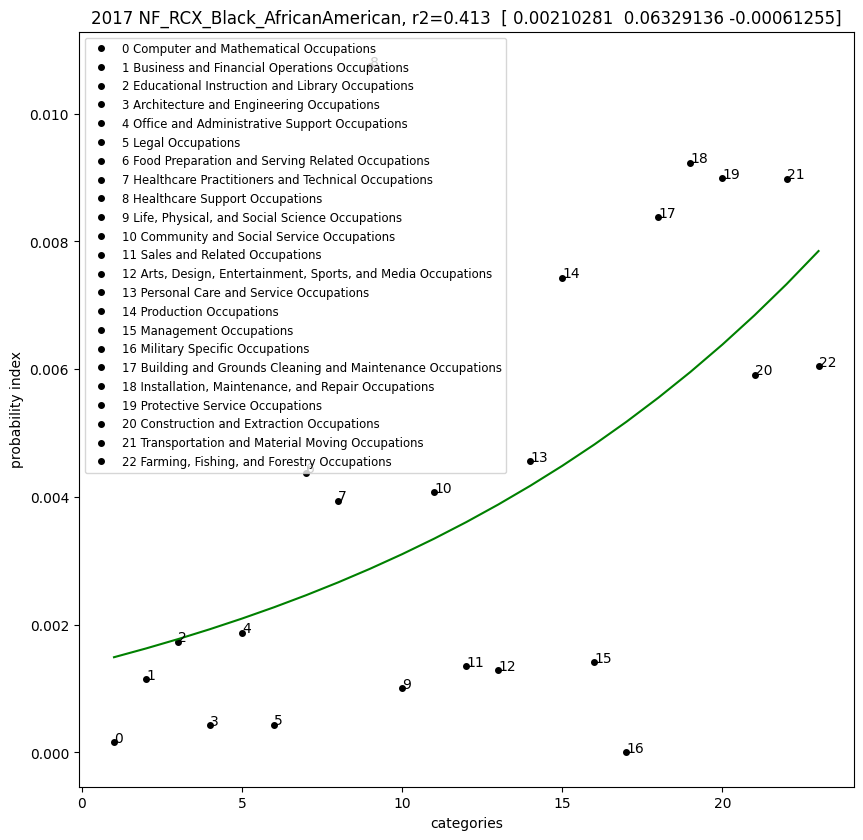 2017 NF_RCX_Black_AfricanAmerican, r2=0.413 [ 0.00210281 0.06329136 -0.00061255]
0 Computer and Mathematical Occupations
8
1 Business and Financial Operations Occupations
2 Educational Instruction and Library Occupations
3 Architecture and Engineering Occupations
4 Office and Administrative Support Occupations
5 Legal Occupations
6 Food Preparation and Serving Related Occupations
7 Healthcare Practitioners and Technical Occupations
8 Healthcare Support Occupations
9 Life, Physical, and Social Science Occupations
10 Community and Social Service Occupations
11 Sales and Related Occupations
12 Arts, Design, Entertainment, Sports, and Media Occupations
13 Personal Care and Service Occupations
14 Production Occupations
15 Management Occupations
16 Military Specific Occupations
17 Building and Grounds Cleaning and Maintenance Occupations
18 Installation, Maintenance, and Repair Occupations
19 Protective Service Occupations
20 Construction and Extraction Occupations
21 Transportation and Material Moving Occupations
22 Farming, Fishing, and Forestry Occupations
0.010
0.008
0.006
0.004
0.002
0.000
probability index
18
19
21
17
14
20
22
13
7
10
2
4
1
11
12
15
9
3
5
0
16
0
5
10
15
20
categories